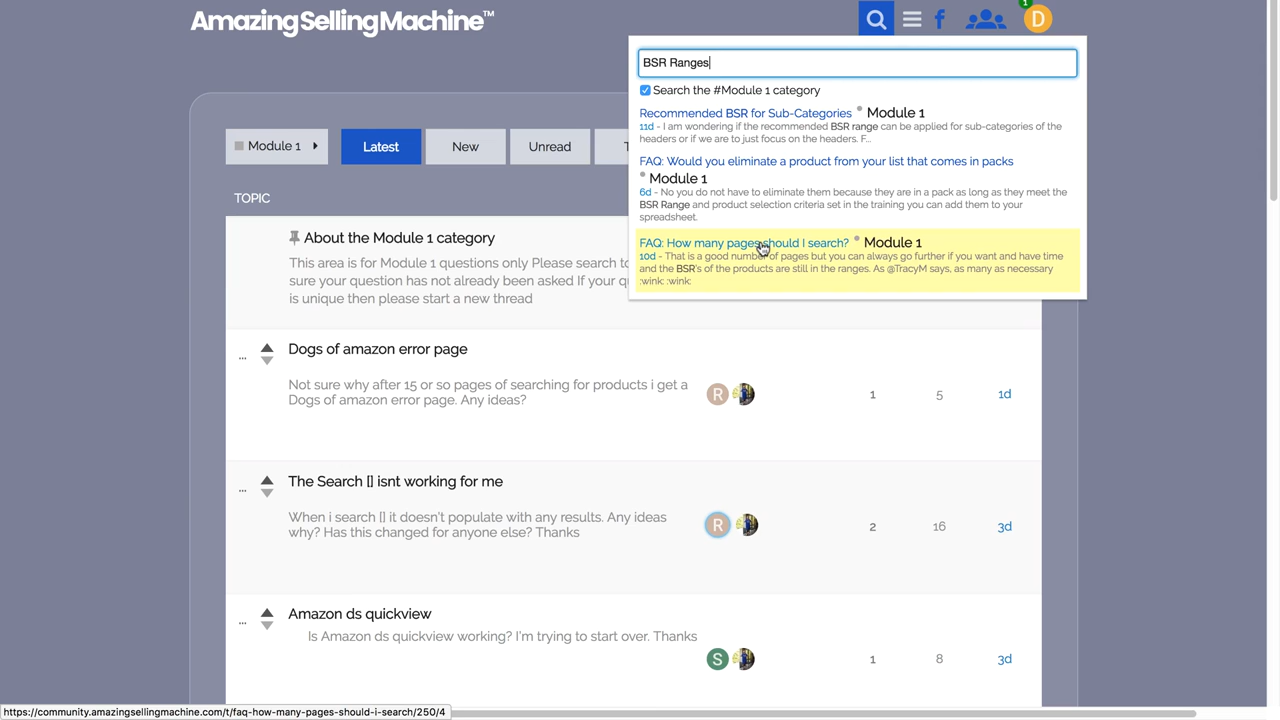 AmazingSellingMachine™
1
D
BSR Ranges
Search the #Module 1 category
Recommended BSR for Sub-Categories Module 1
11d - I am wondering if the recommended BSR range can be applied for sub-categories of the
headers or if we are to just focus on the headers. F...
FAQ: Would you eliminate a product from your list that comes in packs
Module 1
6d - No you do not have to eliminate them because they are in a pack as long as they meet the
BSR Range and product selection criteria set in the training you can add them to your
spreadsheet.
FAQ: How many pages should I search? Module 1
10d - That is a good number of pages but you can always go further if you want and have time
and the BSR's of the products are still in the ranges. As @TracyM says, as many as necessary
:wink: :wink:
Module 1
Latest
New
Unread
T
TOPIC
About the Module 1 category
This area is for Module 1 questions only Please search to
sure your question has not already been asked If your qu
is unique then please start a new thread
...
Dogs of amazon error page
Not sure why after 15 or so pages of searching for products i get a
Dogs of amazon error page. Any ideas?
R
1
5
1d
...
The Search [] isnt working for me
When i search [] it doesn't populate with any results. Any ideas
why? Has this changed for anyone else? Thanks
R
2
16
3d
...
Amazon ds quickview
Is Amazon ds quickview working? I'm trying to start over. Thanks
S
1
8
3d
https://community.amazingsellingmachine.com/t/faq-how-many-pages-should-i-search/250/4